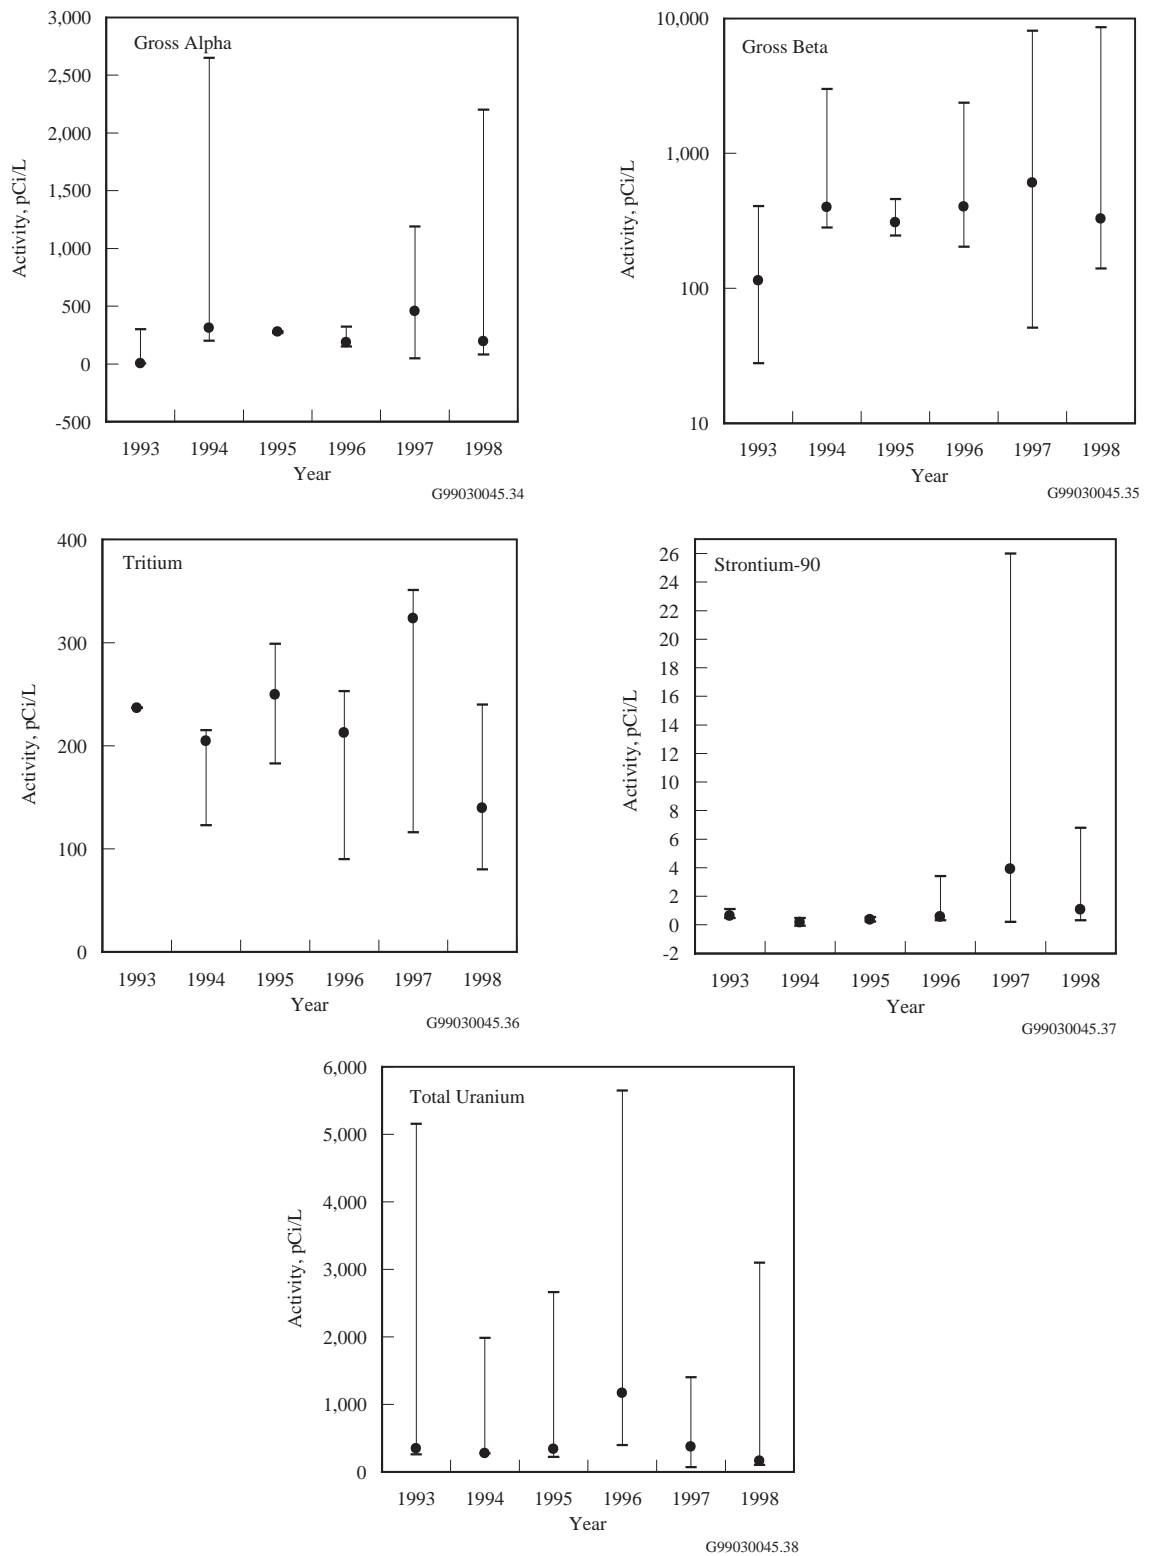 Gross Alpha
3,000
2,500
2,000
1,500
1,000
500
0
-500
Activity, pCi/L
1993 1994 1995 1996 1997 1998
Year
G99030045.34
Gross Beta
10,000
1,000
100
10
Activity, pCi/L
1993 1994 1995 1996 1997 1998
Year
G99030045.35
Tritium
400
300
200
100
0
Activity, pCi/L
1993 1994 1995 1996 1997 1998
Year
G99030045.36
Strontium-90
26
24
22
20
18
16
14
12
10
8
6
4
2
0
-2
Activity, pCi/L
1993 1994 1995 1996 1997 1998
Year
G99030045.37
Total Uranium
6,000
5,000
4,000
3,000
2,000
1,000
0
Activity, pCi/L
1993 1994 1995 1996 1997 1998
Year
G99030045.38